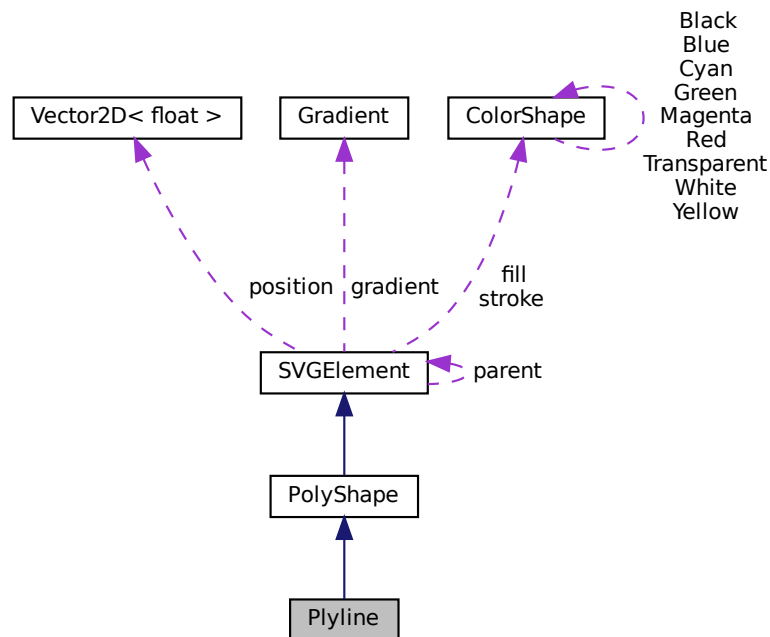 Black
Blue
Cyan
Green
Magenta
Red
Transparent
White
Yellow
Vector2D< float >
Gradient
ColorShape
position
gradient
fill
stroke
SVGElement
parent
PolyShape
Plyline